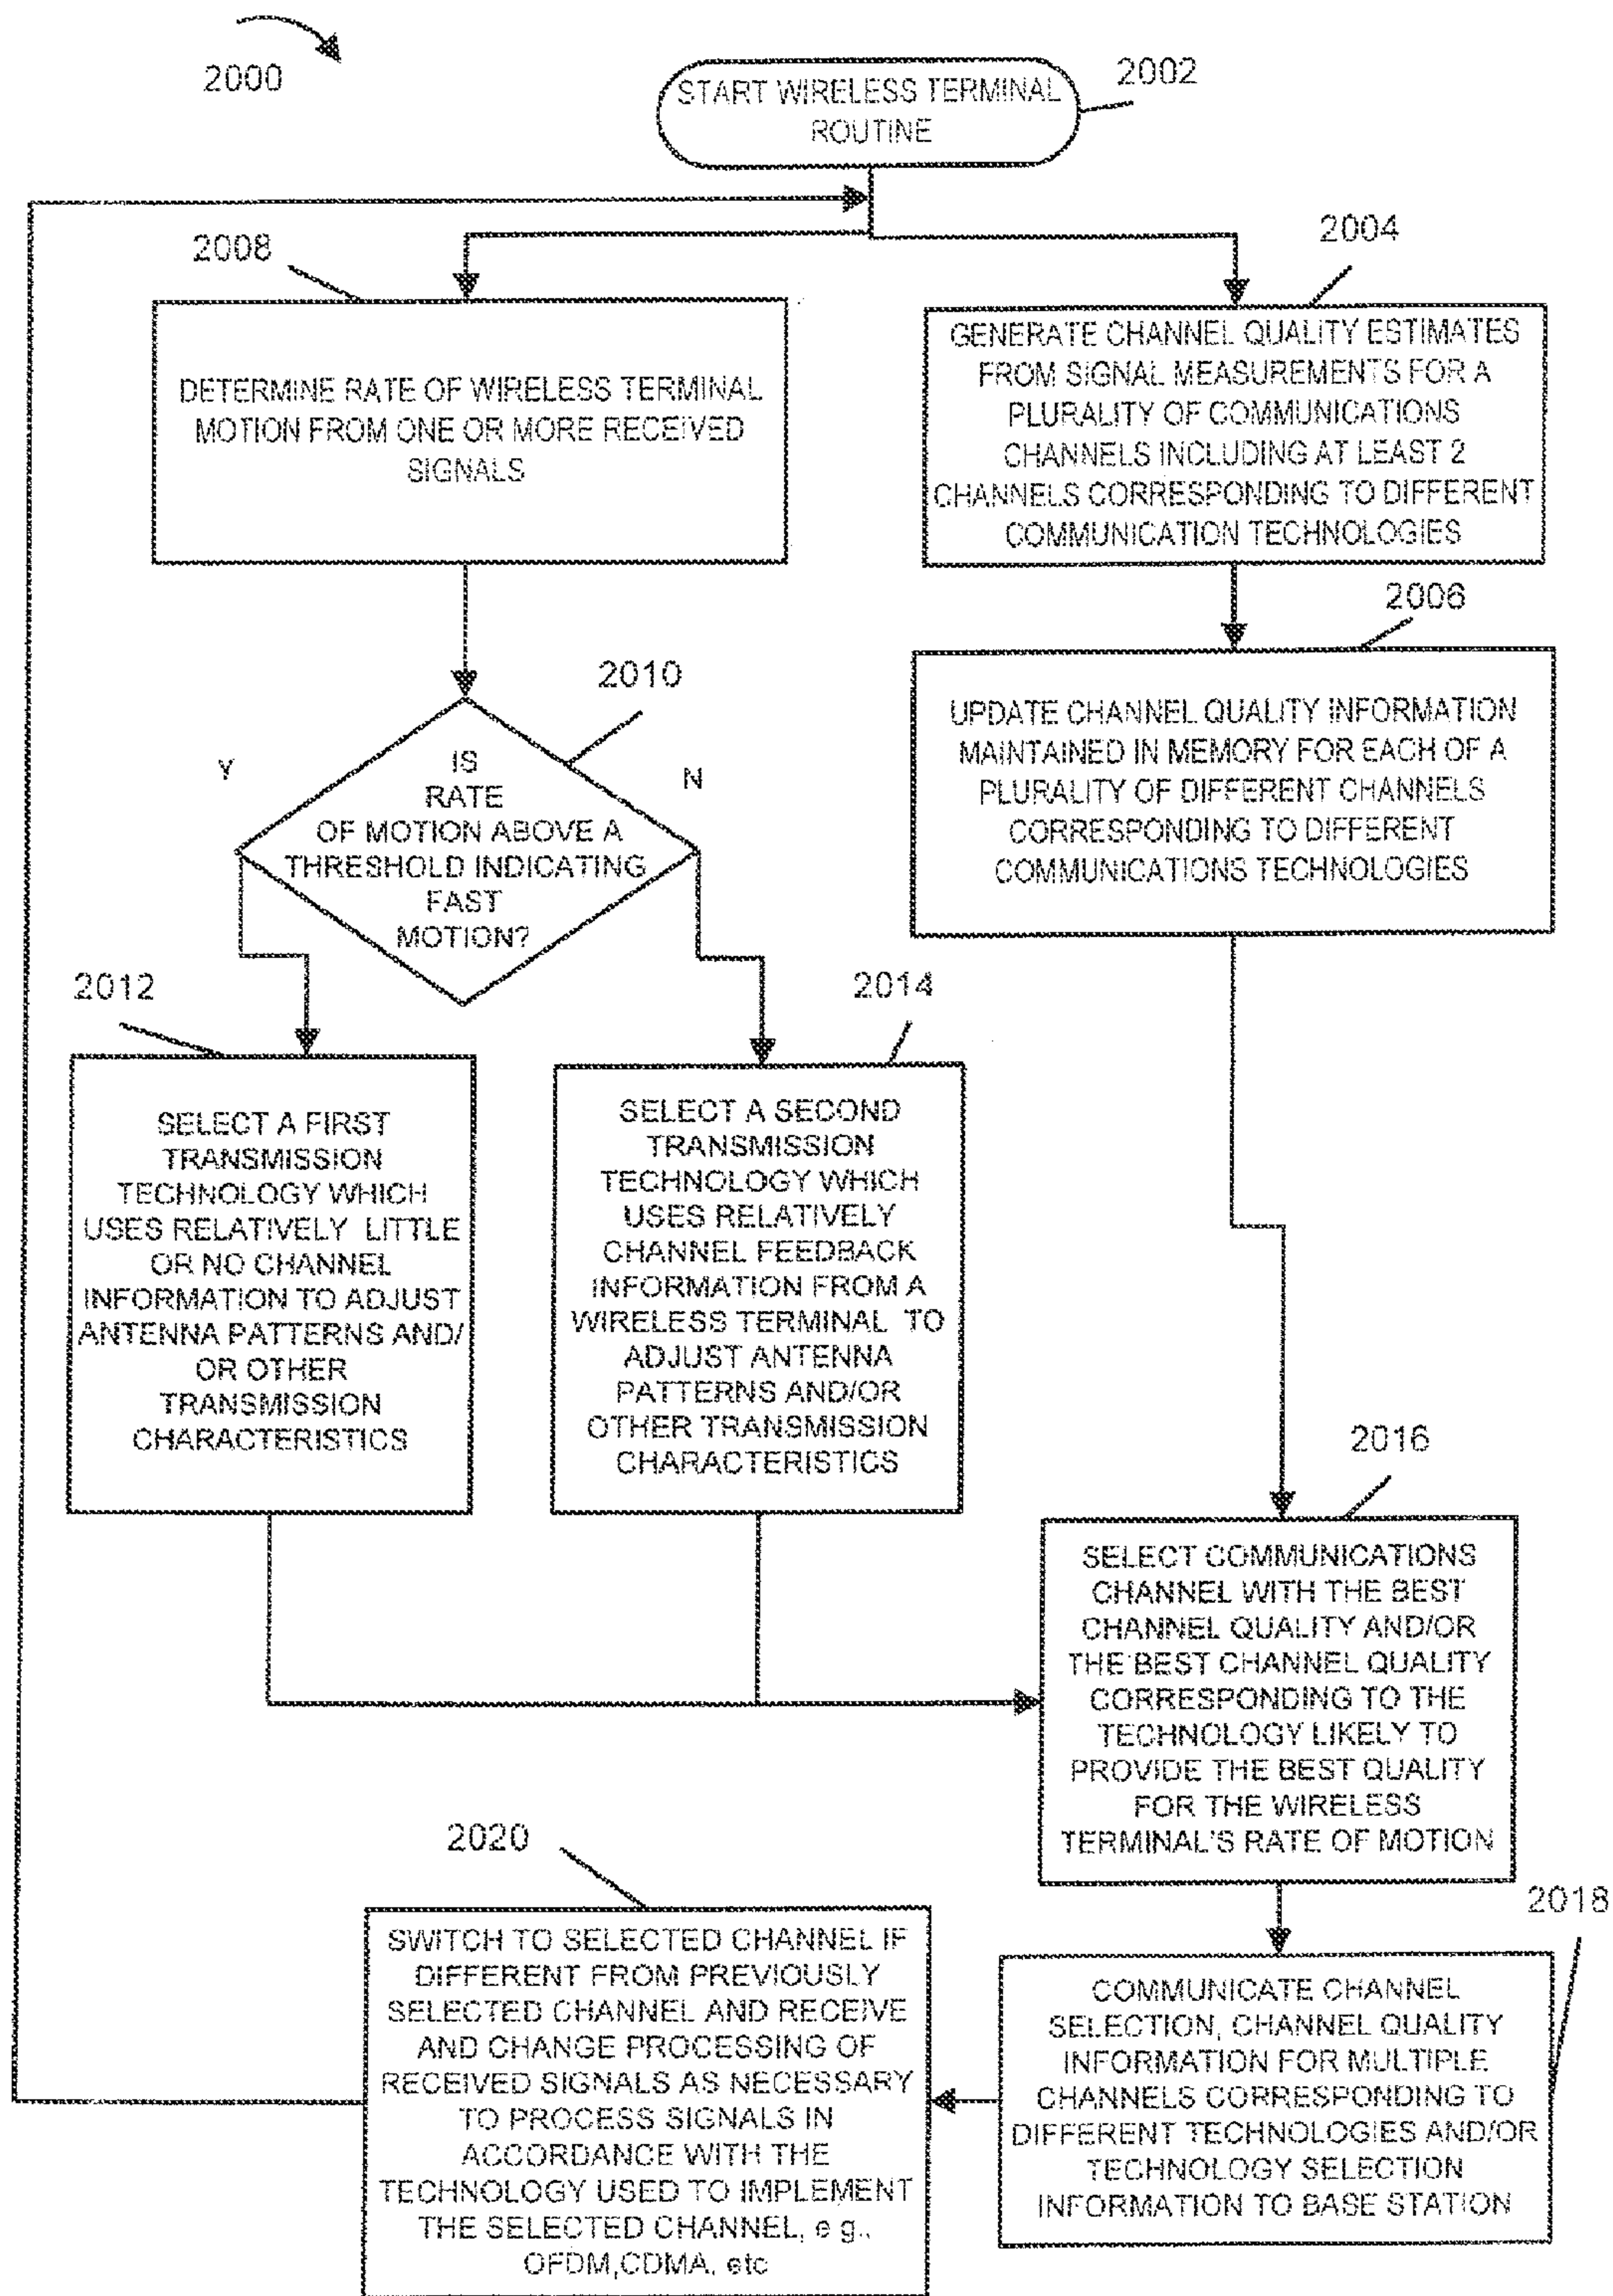 2000
START WIRELESS TERMINAL
ROUTINE
2002
2008
DETERMINE RATE OF WIRELESS TERMINAL
MOTION FROM ONE OR MORE RECEIVED
SIGNALS
2004
GENERATE CHANNEL QUALITY ESTIMATES
FROM SIGNAL MEASUREMENTS FOR A
PLURALITY OF COMMUNICATIONS
CHANNELS INCLUDING AT LEAST 2
CHANNELS CORRESPONDING TO DIFFERENT
COMMUNICATION TECHNOLOGIES
2006
UPDATE CHANNEL QUALITY INFORMATION
MAINTAINED IN MEMORY FOR EACH OF A
PLURALITY OF DIFFERENT CHANNELS
CORRESPONDING TO DIFFERENT
COMMUNICATIONS TECHNOLOGIES
2010
Y
N
IS
RATE
OF MOTION ABOVE A
THRESHOLD INDICATING
FAST
MOTION?
2012
SELECT A FIRST
TRANSMISSION
TECHNOLOGY WHICH
USES RELATIVELY LITTLE
OR NO CHANNEL
INFORMATION TO ADJUST
ANTENNA PATTERNS AND/
OR OTHER
TRANSMISSION
CHARACTERISTICS
2014
SELECT A SECOND
TRANSMISSION
TECHNOLOGY WHICH
USES RELATIVELY
CHANNEL FEEDBACK
INFORMATION FROM A
WIRELESS TERMINAL TO
ADJUST ANTENNA
PATTERNS AND/OR
OTHER TRANSMISSION
CHARACTERISTICS
2016
SELECT COMMUNICATIONS
CHANNEL WITH THE BEST
CHANNEL QUALITY AND/OR
THE BEST CHANNEL QUALITY
CORRESPONDING TO THE
TECHNOLOGY LIKELY TO
PROVIDE THE BEST QUALITY
FOR THE WIRELESS
TERMINAL'S RATE OF MOTION
2018
COMMUNICATE CHANNEL
SELECTION, CHANNEL QUALITY
INFORMATION FOR MULTIPLE
CHANNELS CORRESPONDING TO
DIFFERENT TECHNOLOGIES AND/OR
TECHNOLOGY SELECTION
INFORMATION TO BASE STATION
2020
SWITCH TO SELECTED CHANNEL IF
DIFFERENT FROM PREVIOUSLY
SELECTED CHANNEL AND RECEIVE
AND CHANGE PROCESSING OF
RECEIVED SIGNALS AS NECESSARY
TO PROCESS SIGNALS IN
ACCORDANCE WITH THE
TECHNOLOGY USED TO IMPLEMENT
THE SELECTED CHANNEL, e g.,
OFDM,CDMA, etc